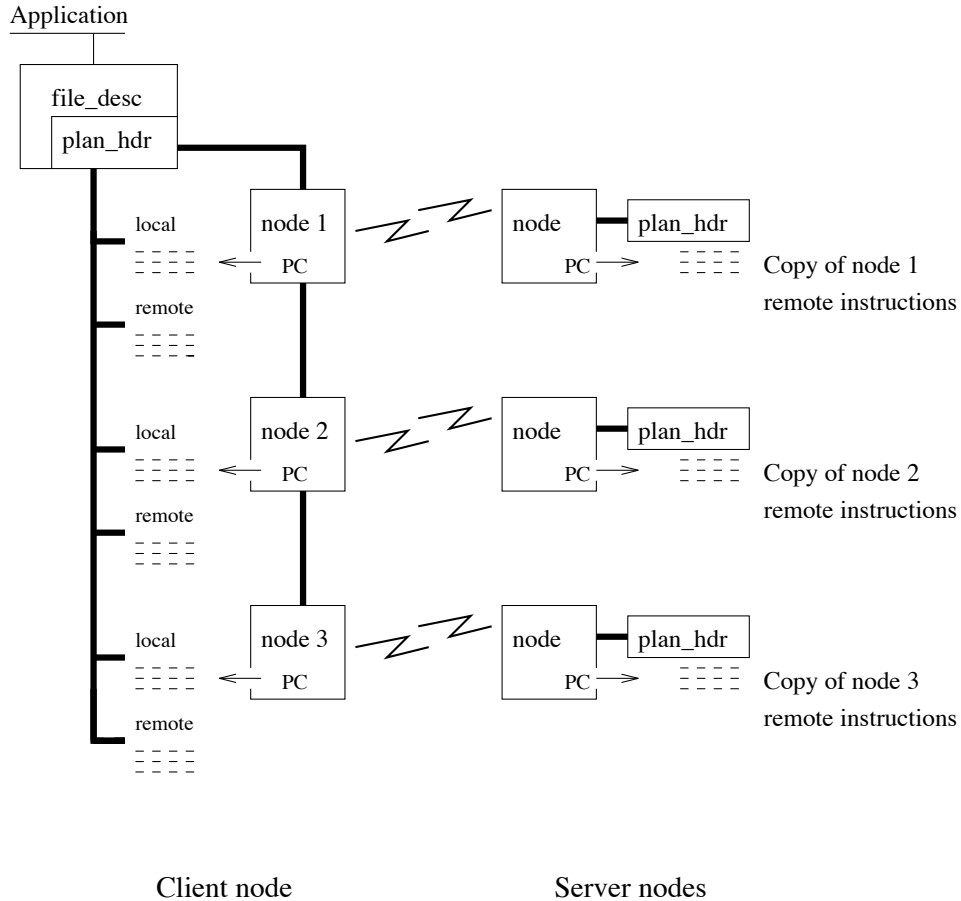 Application
file_desc
plan_hdr
local
node 1
PC
remote
node
PC
plan_hdr
Copy of node 1
remote instructions
local
node 2
PC
remote
node
PC
plan_hdr
Copy of node 2
remote instructions
local
node 3
PC
remote
node
PC
plan_hdr
Copy of node 3
remote instructions
Client node
Server nodes